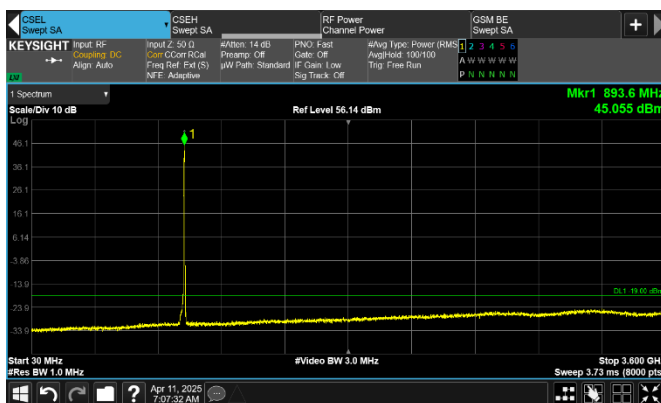 CSEL
Swept SA
CSEH
Swept SA
RF Power
Channel Power
GSM BE
Swept SA
+
KEYSIGHT
Input: RF
Coupling: DC
Align: Auto
Input Z: 50 Ω
Corr CCorr RCal
Freq Ref: Ext (S)
NFE: Adaptive
#Atten: 14 dB
Preamp: Off
µW Path: Standard
PNO: Fast
Gate: Off
IF Gain: Low
Sig Track: Off
#Avg Type: Power (RMS
Avg|Hold: 100/100
Trig: Free Run
1 2 3 4 5 6
A W W W W W
P N N N N N
1 Spectrum
Scale/Div 10 dB
Ref Level 56.14 dBm
Mkr1 893.6 MHz
45.055 dBm
Log
1
46.1
36.1
26.1
16.1
6.14
-3.86
-13.9
-23.9
-33.9
DL1 -19.00 dBm
Start 30 MHz
#Video BW 3.0 MHz
Stop 3.600 GH
#Res BW 1.0 MHz
Sweep 3.73 ms (8000 pts
?
Apr 11, 2025
7:07:32 AM